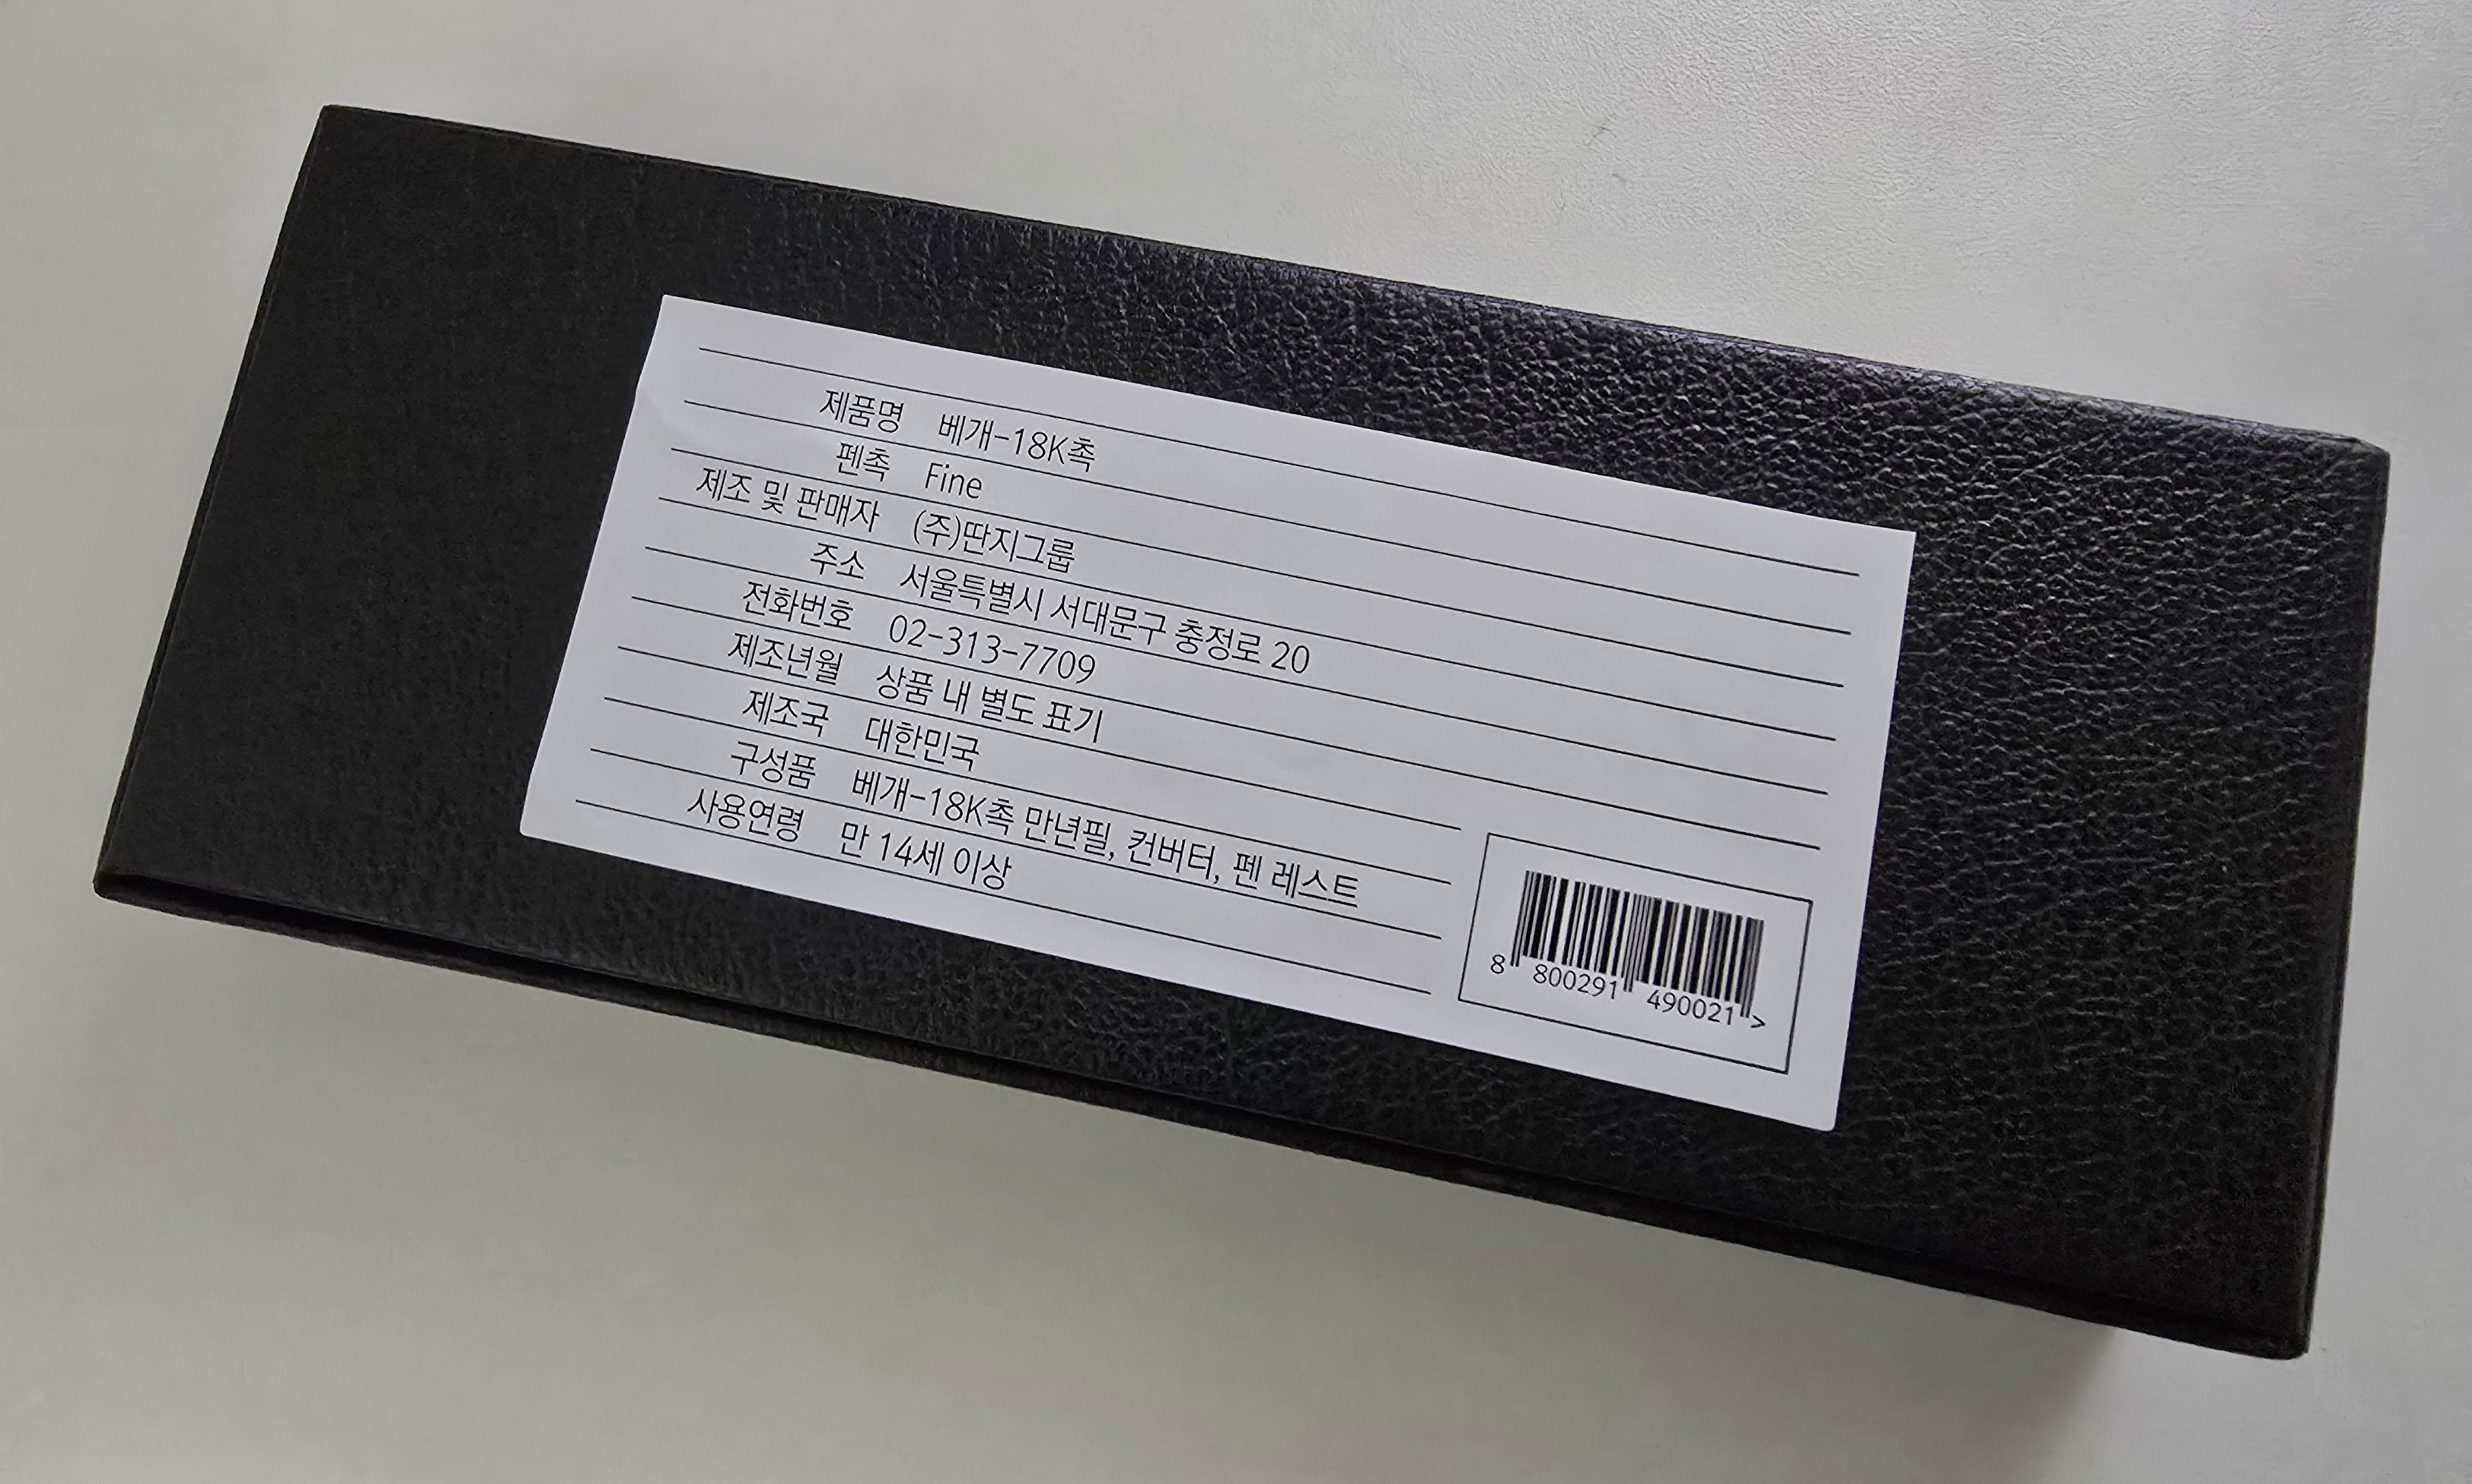 제품명 베개-18K촉
펜촉 Fine
제조 및 판매자 (주)딴지그룹
주소 서울특별시 서대문구 충정로 20
전화번호 02-313-7709
제조년월 상품 내 별도 표기
제조국 대한민국
구성품 베개-18K촉 만년필, 컨버터, 펜 레스트
사용연령 만 14세 이상
8 800291 490021 >